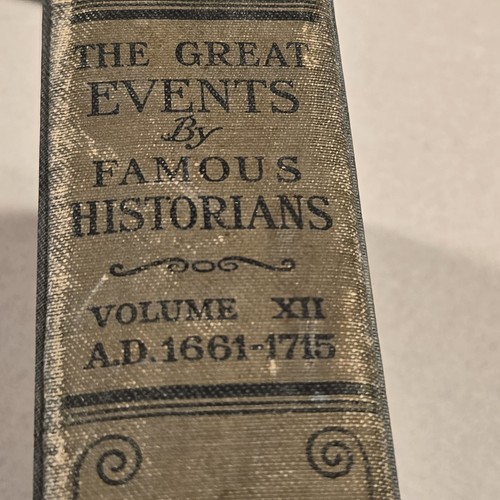 THE GREAT
EVENTS
By
FAMOUS
HISTORIANS
VOLUME XII
A.D. 1661-1715